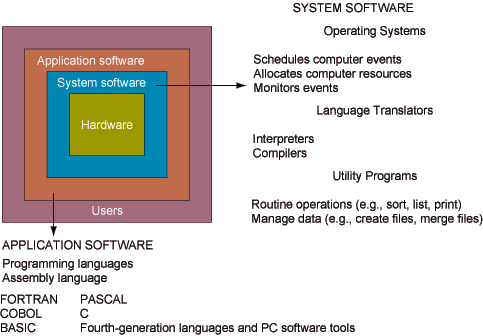 SYSTEM SOFTWARE
Operating Systems
Schedules computer events
Allocates computer resources
Monitors events
Language Translators
Interpreters
Compilers
Utility Programs
Routine operations (e.g., sort, list, print)
Manage data (e.g., create files, merge files)
Application software
System software
Hardware
Users
APPLICATION SOFTWARE
Programming languages
Assembly language
FORTRAN PASCAL
COBOL C
BASIC Fourth-generation languages and PC software tools